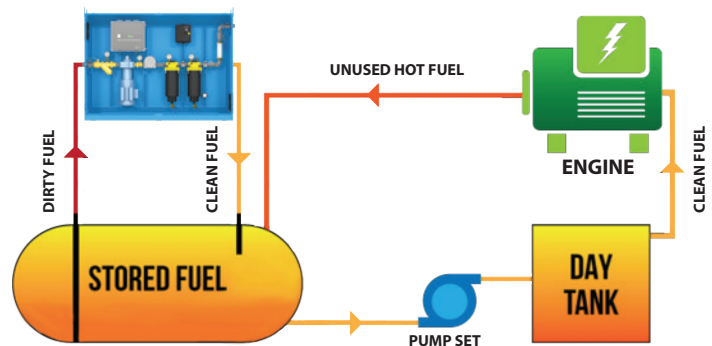 UNUSED HOT FUEL
ENGINE
DIRTY FUEL
CLEAN FUEL
CLEAN FUEL
STORED FUEL
DAY
TANK
PUMP SET